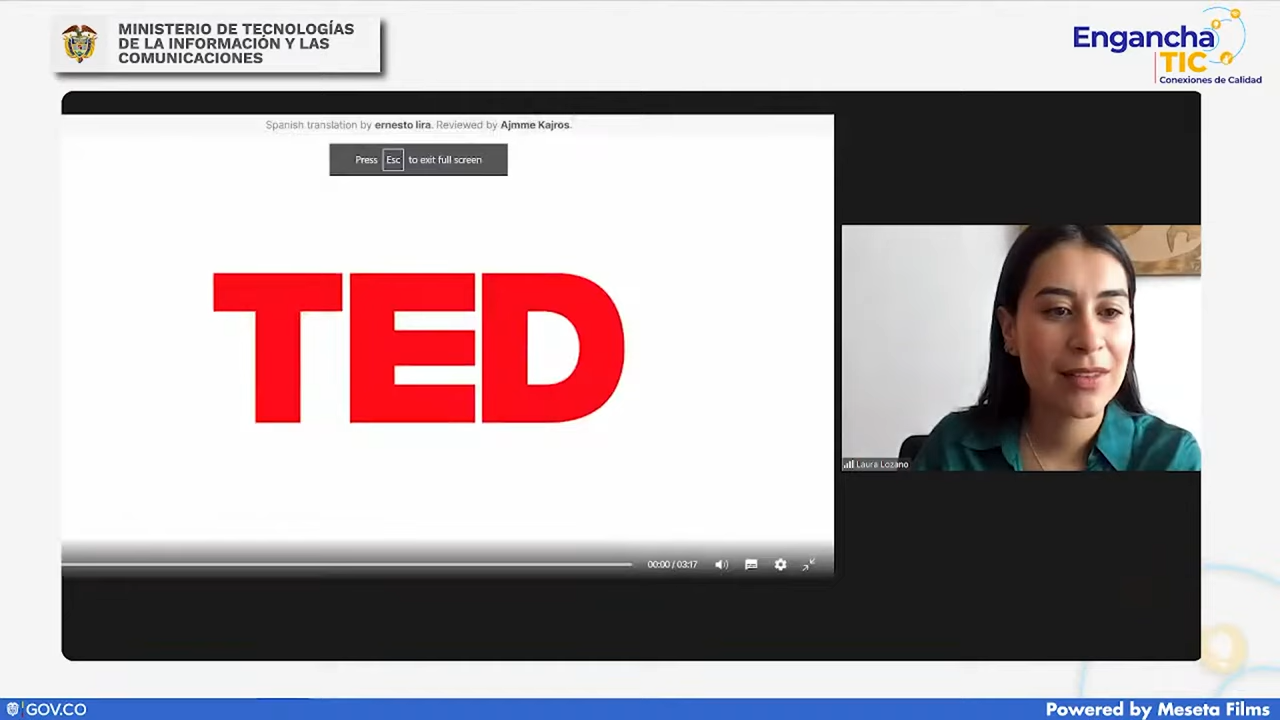 MINISTERIO DE TECNOLOGÍAS
DE LA INFORMACIÓN Y LAS
COMUNICACIONES
Engancha
TIC
Conexiones de Calidad
Spanish translation by ernesto lira. Reviewed by Ajmme Kajros.
Press Esc to exit full screen
TED
00:00 / 03:17
Laura Lozano
GOV.CO
Powered by Meseta Films